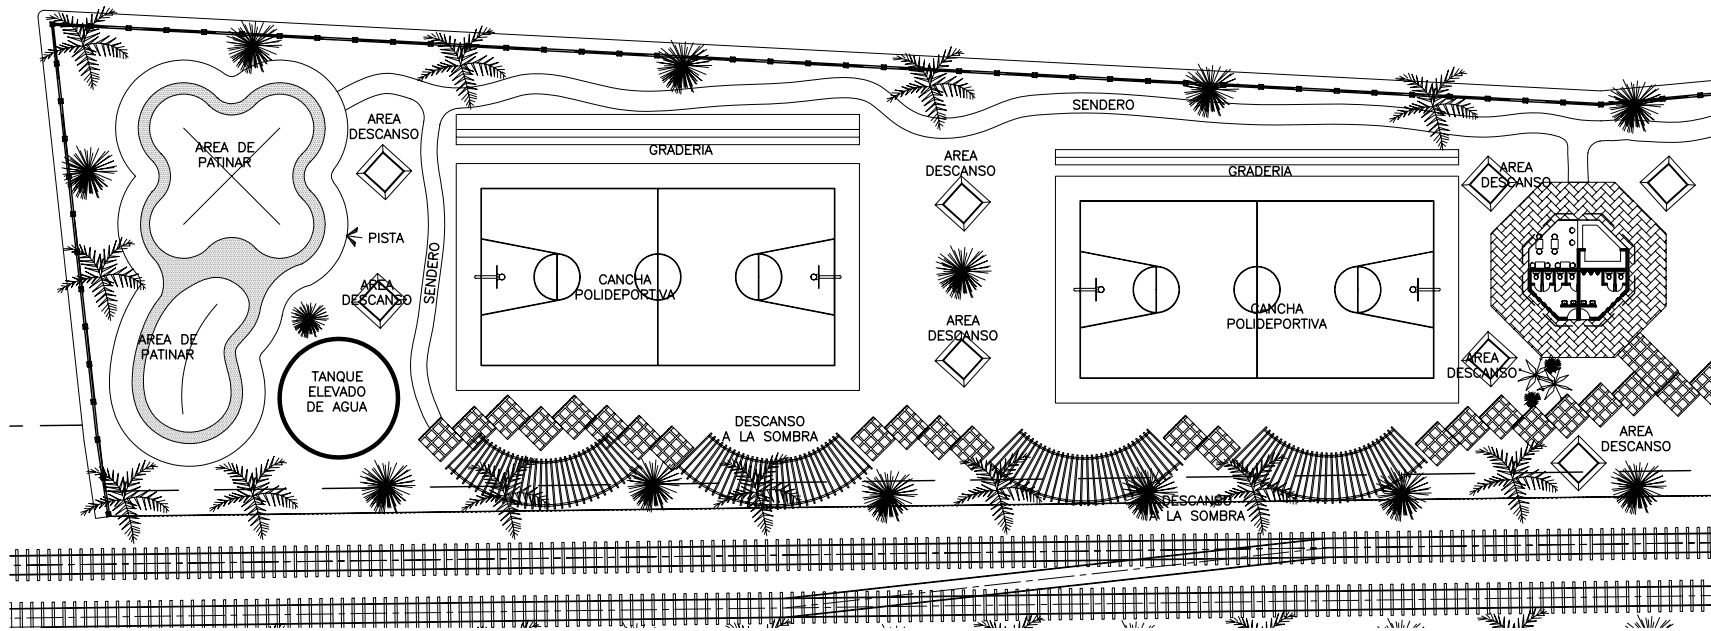 SENDERO
AREA
DESCANSO
AREA DE
PATINAR
GRADERIA
AREA
DESCANSO
GRADERIA
AREA
DESCANSO
PISTA
SENDERO
CANCHA
POLIDEPORTIVA
AREA
DESCANSO
CANCHA
POLIDEPORTIVA
AREA
DESCANSO
AREA DE
PATINAR
AREA
DESCANSO
TANQUE
ELEVADO
DE AGUA
DESCANSO
A LA SOMBRA
AREA
DESCANSO
DESCANSO
A LA SOMBRA